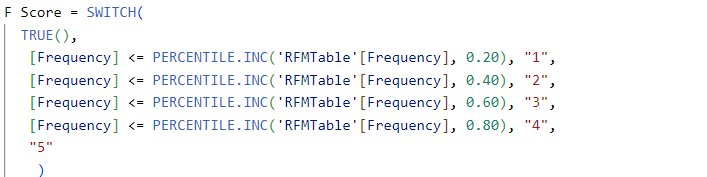 F Score = SWITCH(
TRUE(),
[Frequency] <= PERCENTILE.INC('RFMTable'[Frequency], 0.20), "1",
[Frequency] <= PERCENTILE.INC('RFMTable'[Frequency], 0.40), "2",
[Frequency] <= PERCENTILE.INC('RFMTable'[Frequency], 0.60), "3",
[Frequency] <= PERCENTILE.INC('RFMTable'[Frequency], 0.80), "4",
"5"
)